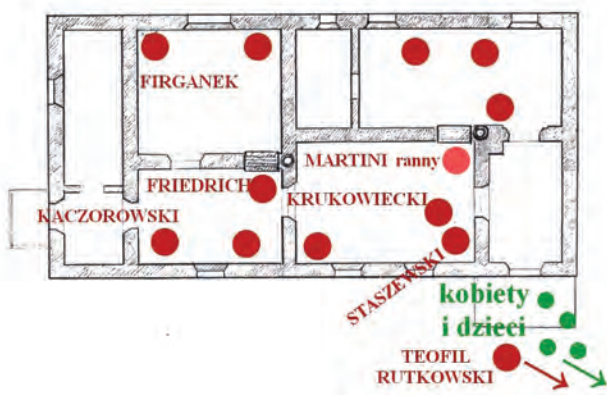 FIRGANEK
MARTINI ranny
FRIEDRICH
KRUKOWIECKI
KACZOROWSKI
STASZEWSKI
kobiety
i dzieci
TEOFIL
RUTKOWSKI